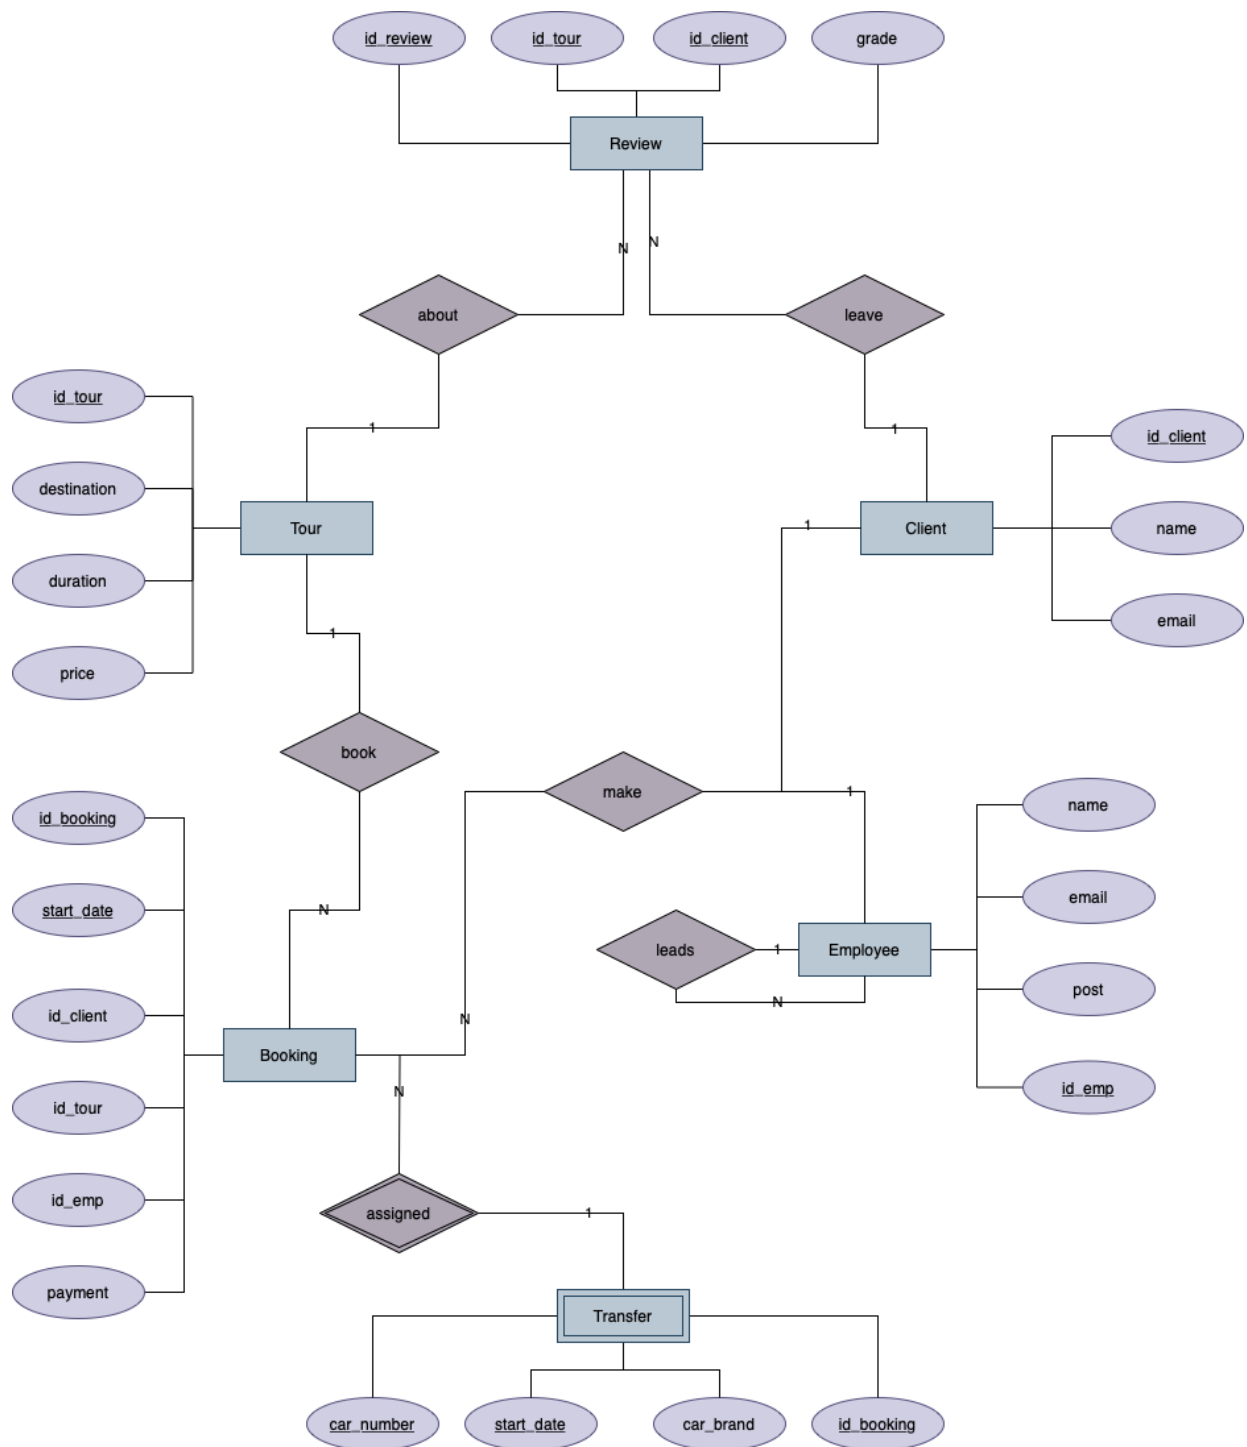 id_review
id_tour
id_client
grade
Review
N
N
about
leave
id_tour
1
1
id_client
destination
Tour
1
Client
name
duration
email
1
price
book
make
1
name
id_booking
email
start_date
N
leads
1
Employee
post
N
id_client
N
Booking
id_emp
N
id_tour
id_emp
assigned
1
payment
Transfer
car_number
start_date
car_brand
id_booking